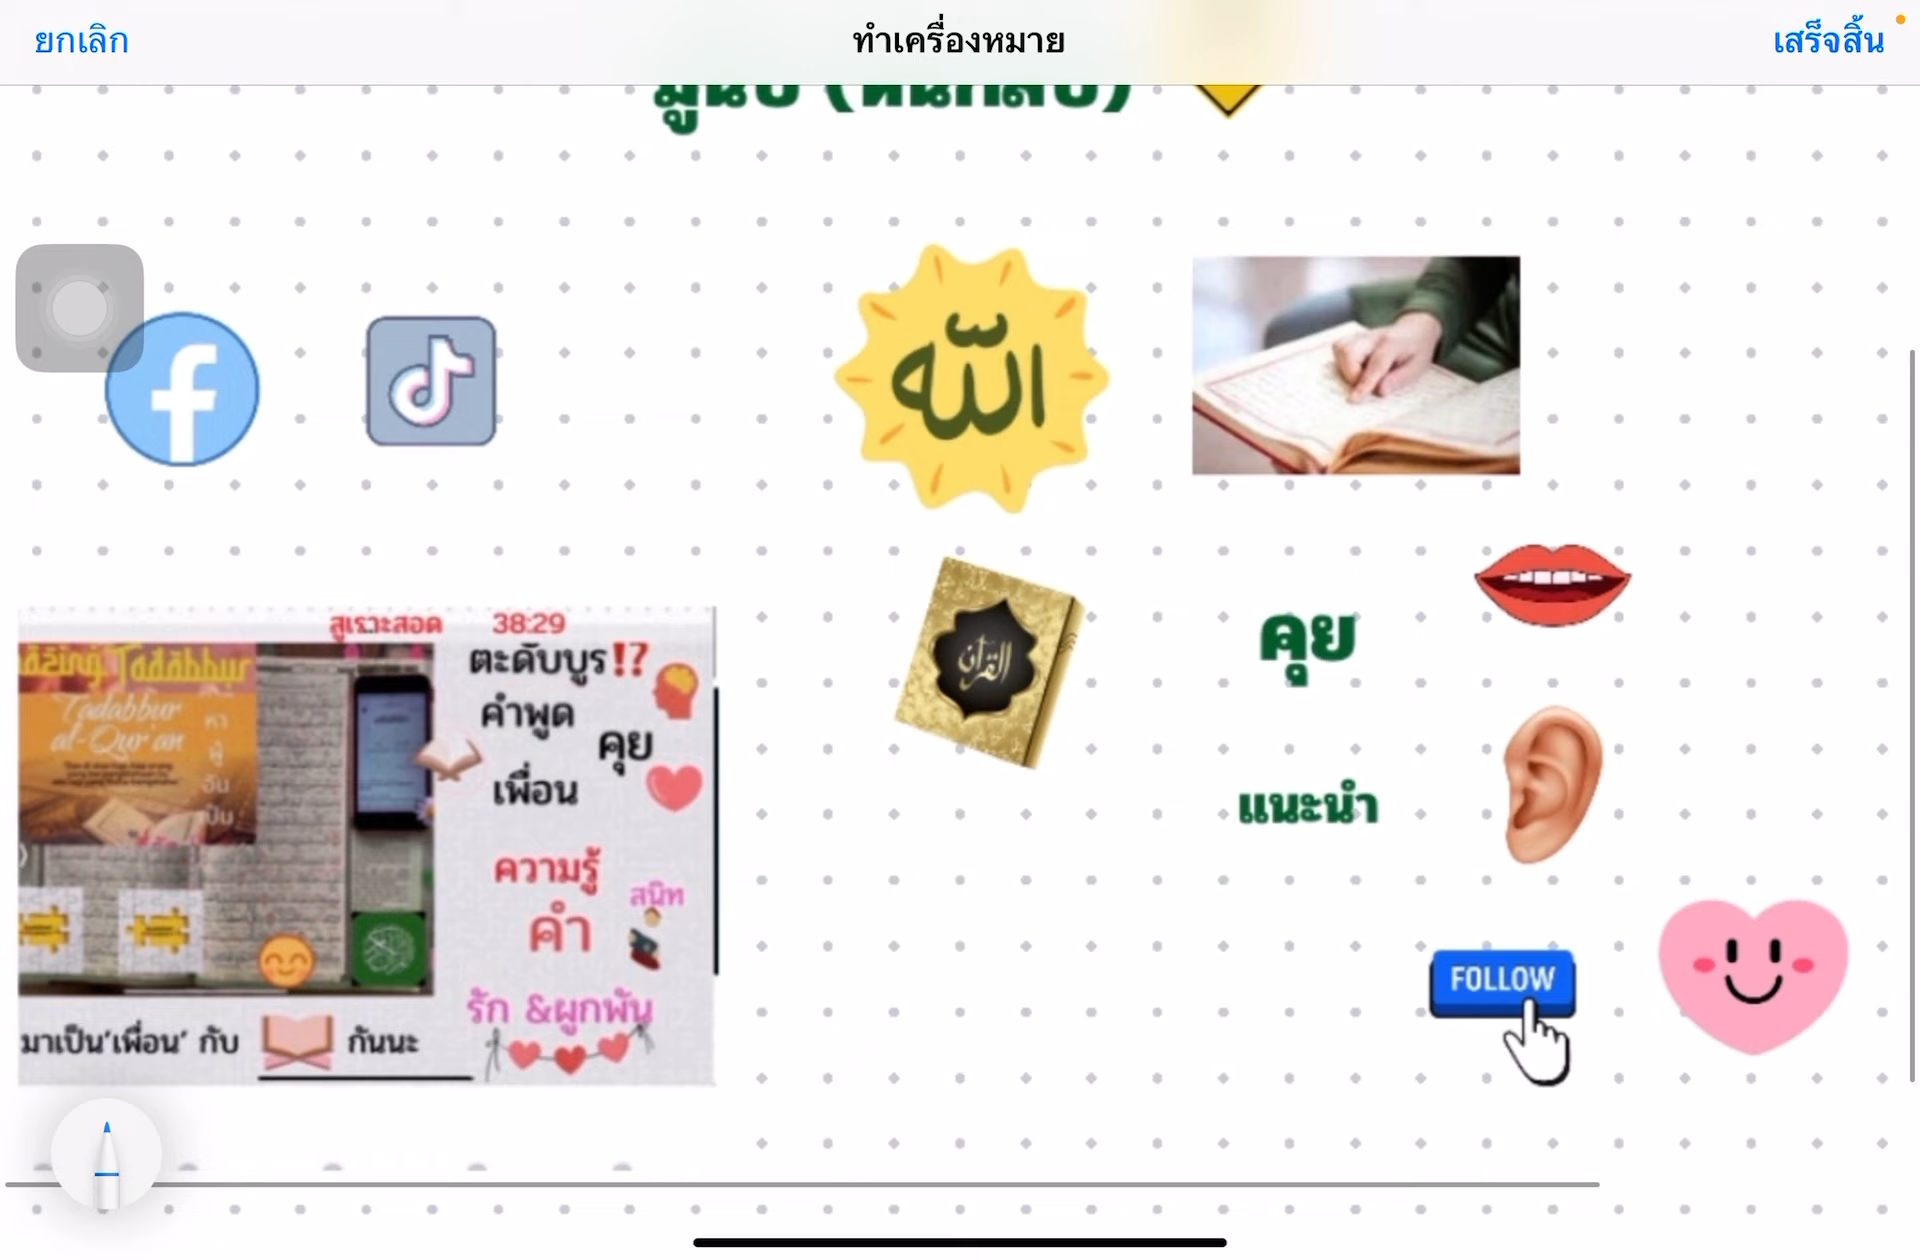 ยกเลิก
ทำเครื่องหมาย
เสร็จสิ้น
الله
القرآن
คุย
แนะนำ
FOLLOW
สูเราะสอด 38:29
ตะดับบูร⁉
คำพูด
คุย
เพื่อน
ความรู้
คำ
สนิท
รัก &ผูกพัน
Tadabbur
Tadabbur
al-Qur'an
มาเป็น'เพื่อน' กับ กันนะ